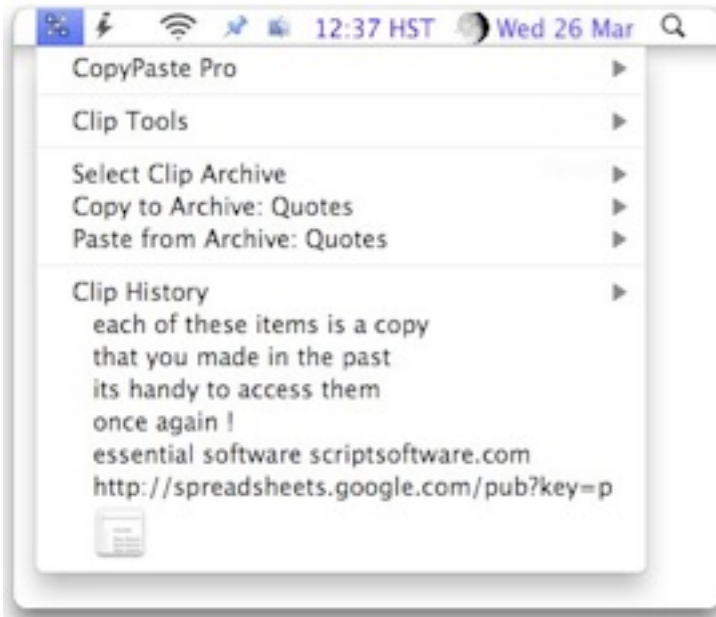 12:37 HST Wed 26 Mar
CopyPaste Pro
Clip Tools
Select Clip Archive
Copy to Archive: Quotes
Paste from Archive: Quotes
Clip History
each of these items is a copy
that you made in the past
its handy to access them
once again !
essential software scriptsoftware.com
http://spreadsheets.google.com/pub?key=p